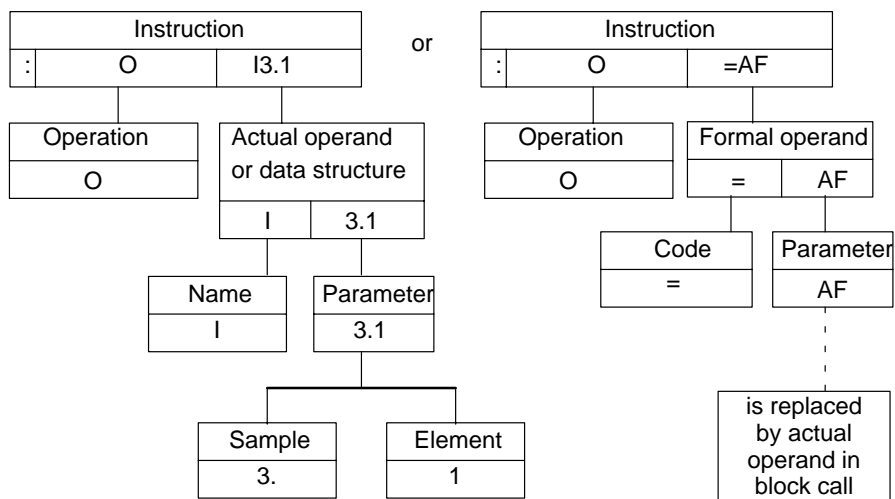 Instruction or Instruction
: O I3.1 : O =AF
Operation Actual operand Operation Formal operand
or data structure
O O = AF
I 3.1
Code Parameter
= AF
Name Parameter
I 3.1
is replaced
by actual
operand in
block call
Sample Element
3. 1